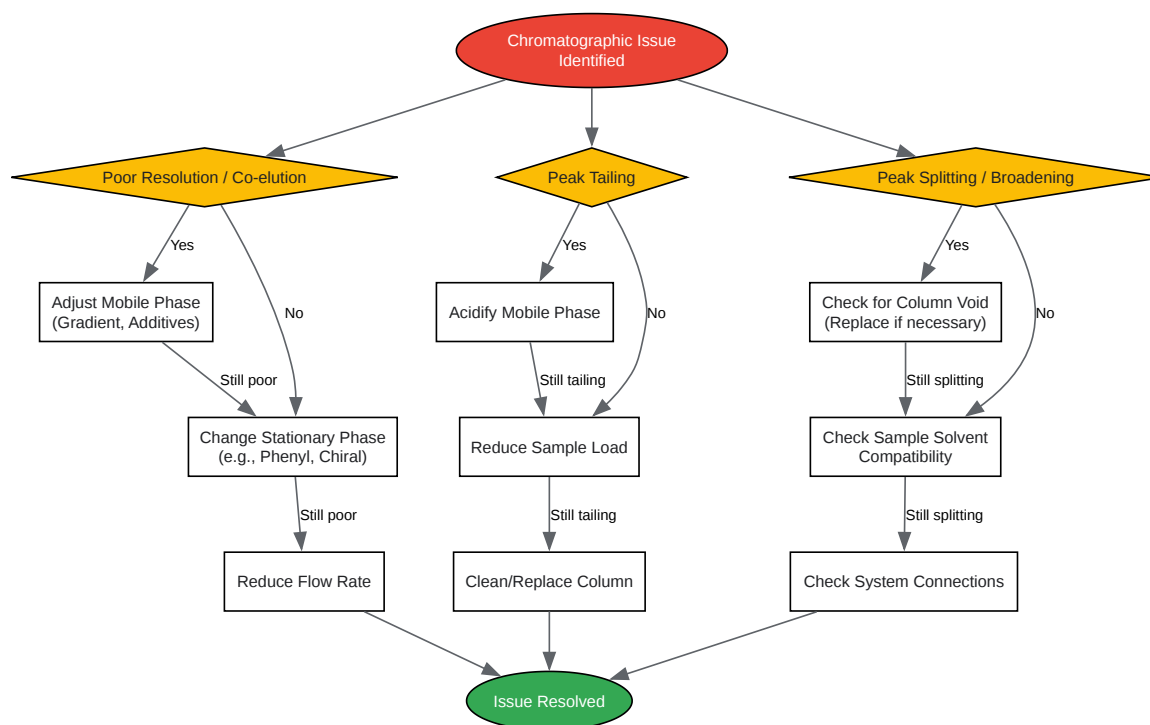 Chromatographic Issue
Identified
Poor Resolution / Co-elution
Peak Tailing
Peak Splitting / Broadening
Yes
Yes
Yes
Adjust Mobile Phase
(Gradient, Additives)
No
Acidify Mobile Phase
No
Check for Column Void
(Replace if necessary)
No
Still poor
Still tailing
Still splitting
Change Stationary Phase
(e.g., Phenyl, Chiral)
Reduce Sample Load
Check Sample Solvent
Compatibility
Still poor
Still tailing
Still splitting
Reduce Flow Rate
Clean/Replace Column
Check System Connections
Issue Resolved